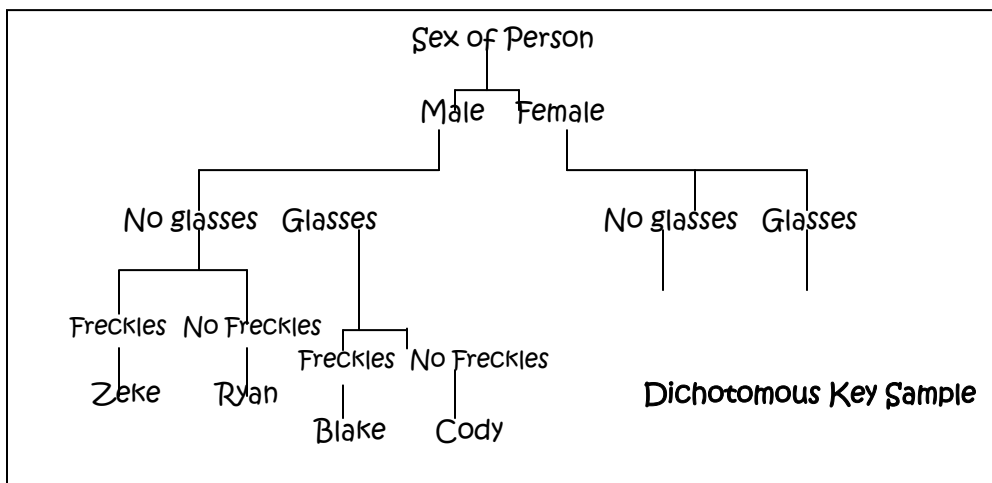 Sex of Person
Male Female
No glasses Glasses No glasses Glasses
Freckles No Freckles
Freckles No Freckles
Zeke Ryan Dichotomous Key Sample
Blake Cody